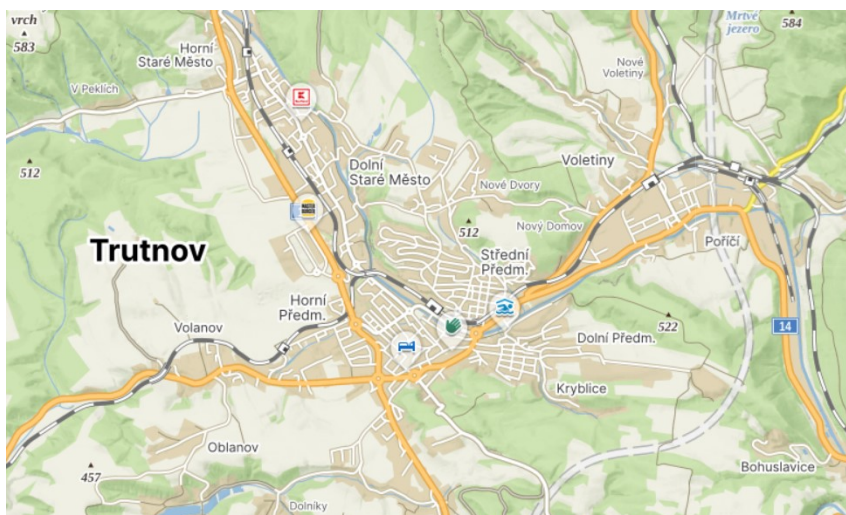 vrch
583
Horní
Staré Město
Mrtvé
jezero
584
Nové
Voletiny
V Peklích
512
Dolní
Staré Město
Voletiny
Nové Dvory
512
Nový Domov
Trutnov
Střední
Předm.
Poříčí
Horní
Předm.
Volanov
522
14
Dolní Předm.
Kryblice
Oblanov
457
Bohuslavice
Dolníky